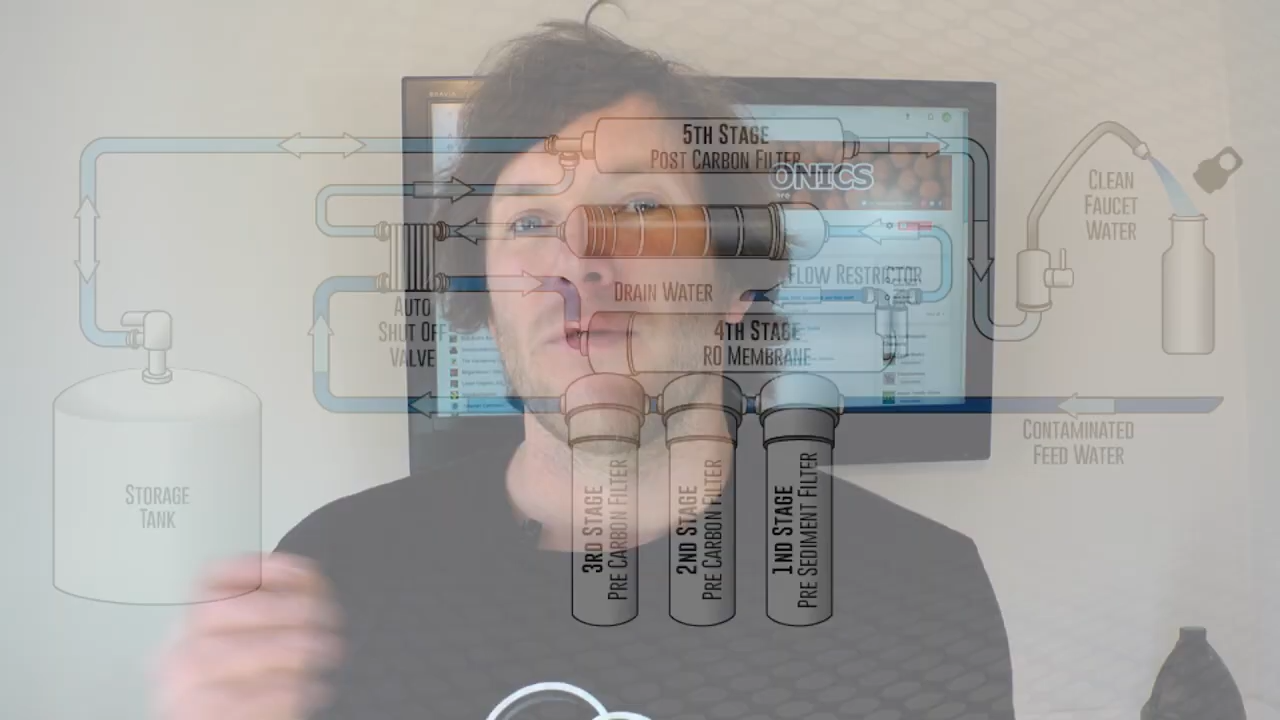 5TH STAGE
POST CARBON FILTER
ONICS
CLEAN
FAUCET
WATER
FLOW RESTRICTOR
DRAIN WATER
AUTO
SHUT OFF
VALVE
4TH STAGE
RO MEMBRANE
CONTAMINATED
FEED WATER
STORAGE
TANK
3RD STAGE
PRE CARBON FILTER
2ND STAGE
PRE CARBON FILTER
1ND STAGE
PRE SEDIMENT FILTER